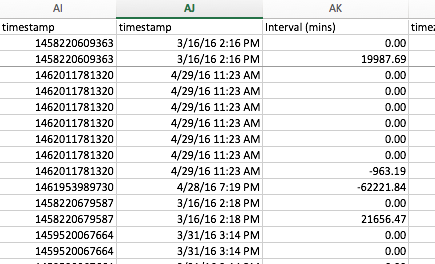 AI AJ AK
timestamp timestamp Interval (mins)
1458220609363 3/16/16 2:16 PM 0.00
1458220609363 3/16/16 2:16 PM 19987.69
1462011781320 4/29/16 11:23 AM 0.00
1462011781320 4/29/16 11:23 AM 0.00
1462011781320 4/29/16 11:23 AM 0.00
1462011781320 4/29/16 11:23 AM 0.00
1462011781320 4/29/16 11:23 AM 0.00
1462011781320 4/29/16 11:23 AM 0.00
1462011781320 4/29/16 11:23 AM -963.19
1461953989730 4/28/16 7:19 PM -62221.84
1458220679587 3/16/16 2:18 PM 0.00
1458220679587 3/16/16 2:18 PM 21656.47
1459520067664 3/31/16 3:14 PM 0.00
1459520067664 3/31/16 3:14 PM 0.00